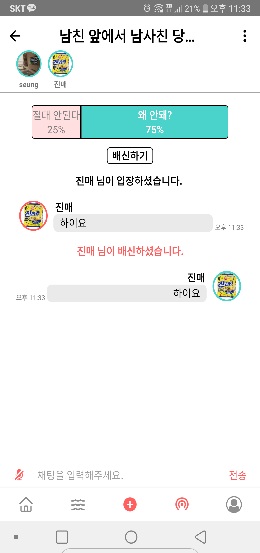 SKT 21% 오후 11:33
남친 앞에서 남사친 당...
seung 진매
절대 안된다 왜 안돼?
25% 75%
배신하기
진매 님이 입장하셨습니다.
진매
하이요 오후 11:33
진매 님이 배신하셨습니다.
진매
오후 11:33 하이요
채팅을 입력해주세요. 전송